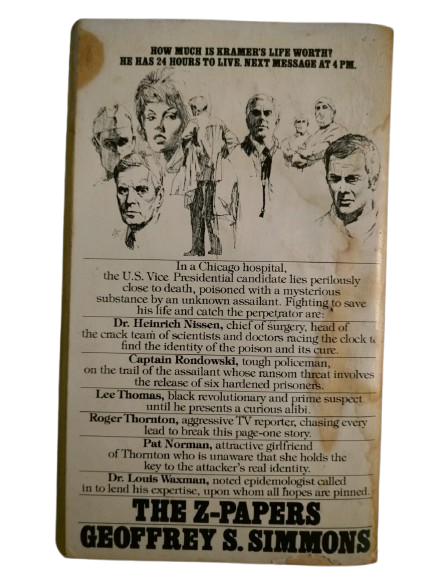 HOW MUCH IS KRAMER'S LIFE WORTH?
HE HAS 24 HOURS TO LIVE. NEXT MESSAGE AT 4 P.M.
In a Chicago hospital,
the U.S. Vice Presidential candidate lies perilously
close to death, poisoned with a mysterious
substance by an unknown assailant. Fighting to save
his life and catch the perpetrator are:
Dr. Heinrich Nissen, chief of surgery, head of
the crack team of scientists and doctors racing the clock to
find the identity of the poison and its cure.
Captain Rondowski, tough policeman,
on the trail of the assailant whose ransom threat involves
the release of six hardened prisoners.
Lee Thomas, black revolutionary and prime suspect
until he presents a curious alibi.
Roger Thornton, aggressive TV reporter, chasing every
lead to break this page-one story.
Pat Norman, attractive girlfriend
of Thornton who is unaware that she holds the
key to the attacker's real identity.
Dr. Louis Waxman, noted epidemologist called
in to lend his expertise, upon whom all hopes are pinned.
THE Z-PAPERS
GEOFFREY S. SIMMONS